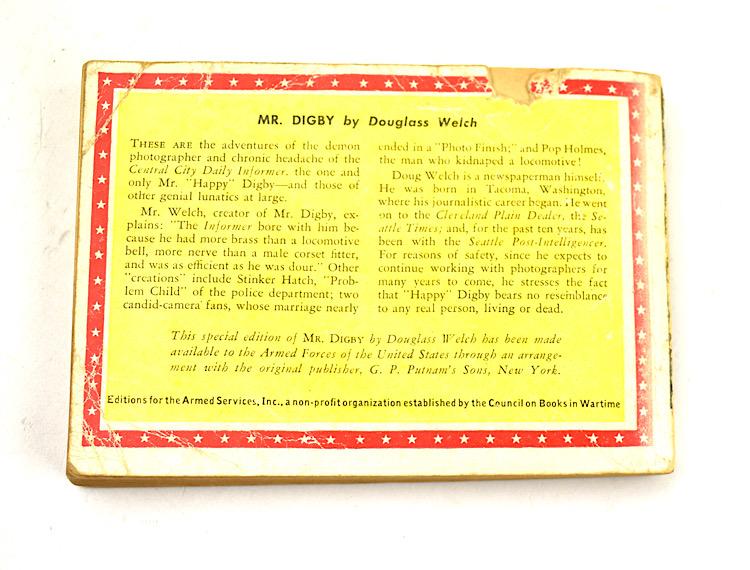 MR. DIGBY by Douglass Welch
THESE ARE the adventures of the demon
photographer and chronic headache of the
Central City Daily Informer, the one and
only Mr. "Happy" Digby—and those of
other genial lunatics at large.
Mr. Welch, creator of Mr. Digby, ex-
plains: "The Informer bore with him be-
cause he had more brass than a locomotive
bell, more nerve than a male corset fitter,
and was as efficient as he was dour." Other
"creations" include Stinker Hatch, "Prob-
lem Child" of the police department; two
candid-camera fans, whose marriage nearly
ended in a "Photo Finish;" and Pop Holmes,
the man who kidnaped a locomotive!
Doug Welch is a newspaperman himself.
He was born in Tacoma, Washington,
where his journalistic career began. He went
on to the Cleveland Plain Dealer, the Se-
attle Times; and, for the past ten years, has
been with the Seattle Post-Intelligencer.
For reasons of safety, since he expects to
continue working with photographers for
many years to come, he stresses the fact
that "Happy" Digby bears no resemblance
to any real person, living or dead.
This special edition of MR. DIGBY by Douglass Welch has been made
available to the Armed Forces of the United States through an arrange-
ment with the original publisher, G. P. Putnam's Sons, New York.
Editions for the Armed Services, Inc., a non-profit organization established by the Council on Books in Wartime